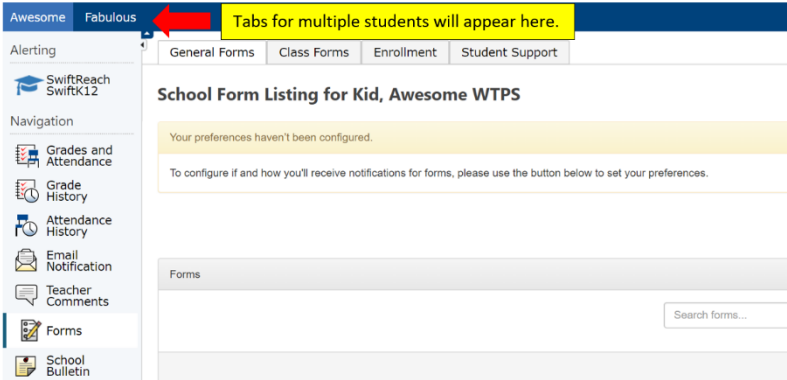 Awesome Fabulous
Tabs for multiple students will appear here.
Alerting
SwiftReach
SwiftK12
Navigation
Grades and
Attendance
Grade
History
Attendance
History
Email
Notification
Teacher
Comments
Forms
School
Bulletin
General Forms Class Forms Enrollment Student Support
School Form Listing for Kid, Awesome WTPS
Your preferences haven't been configured.
To configure if and how you'll receive notifications for forms, please use the button below to set your preferences.
Forms
Search forms...